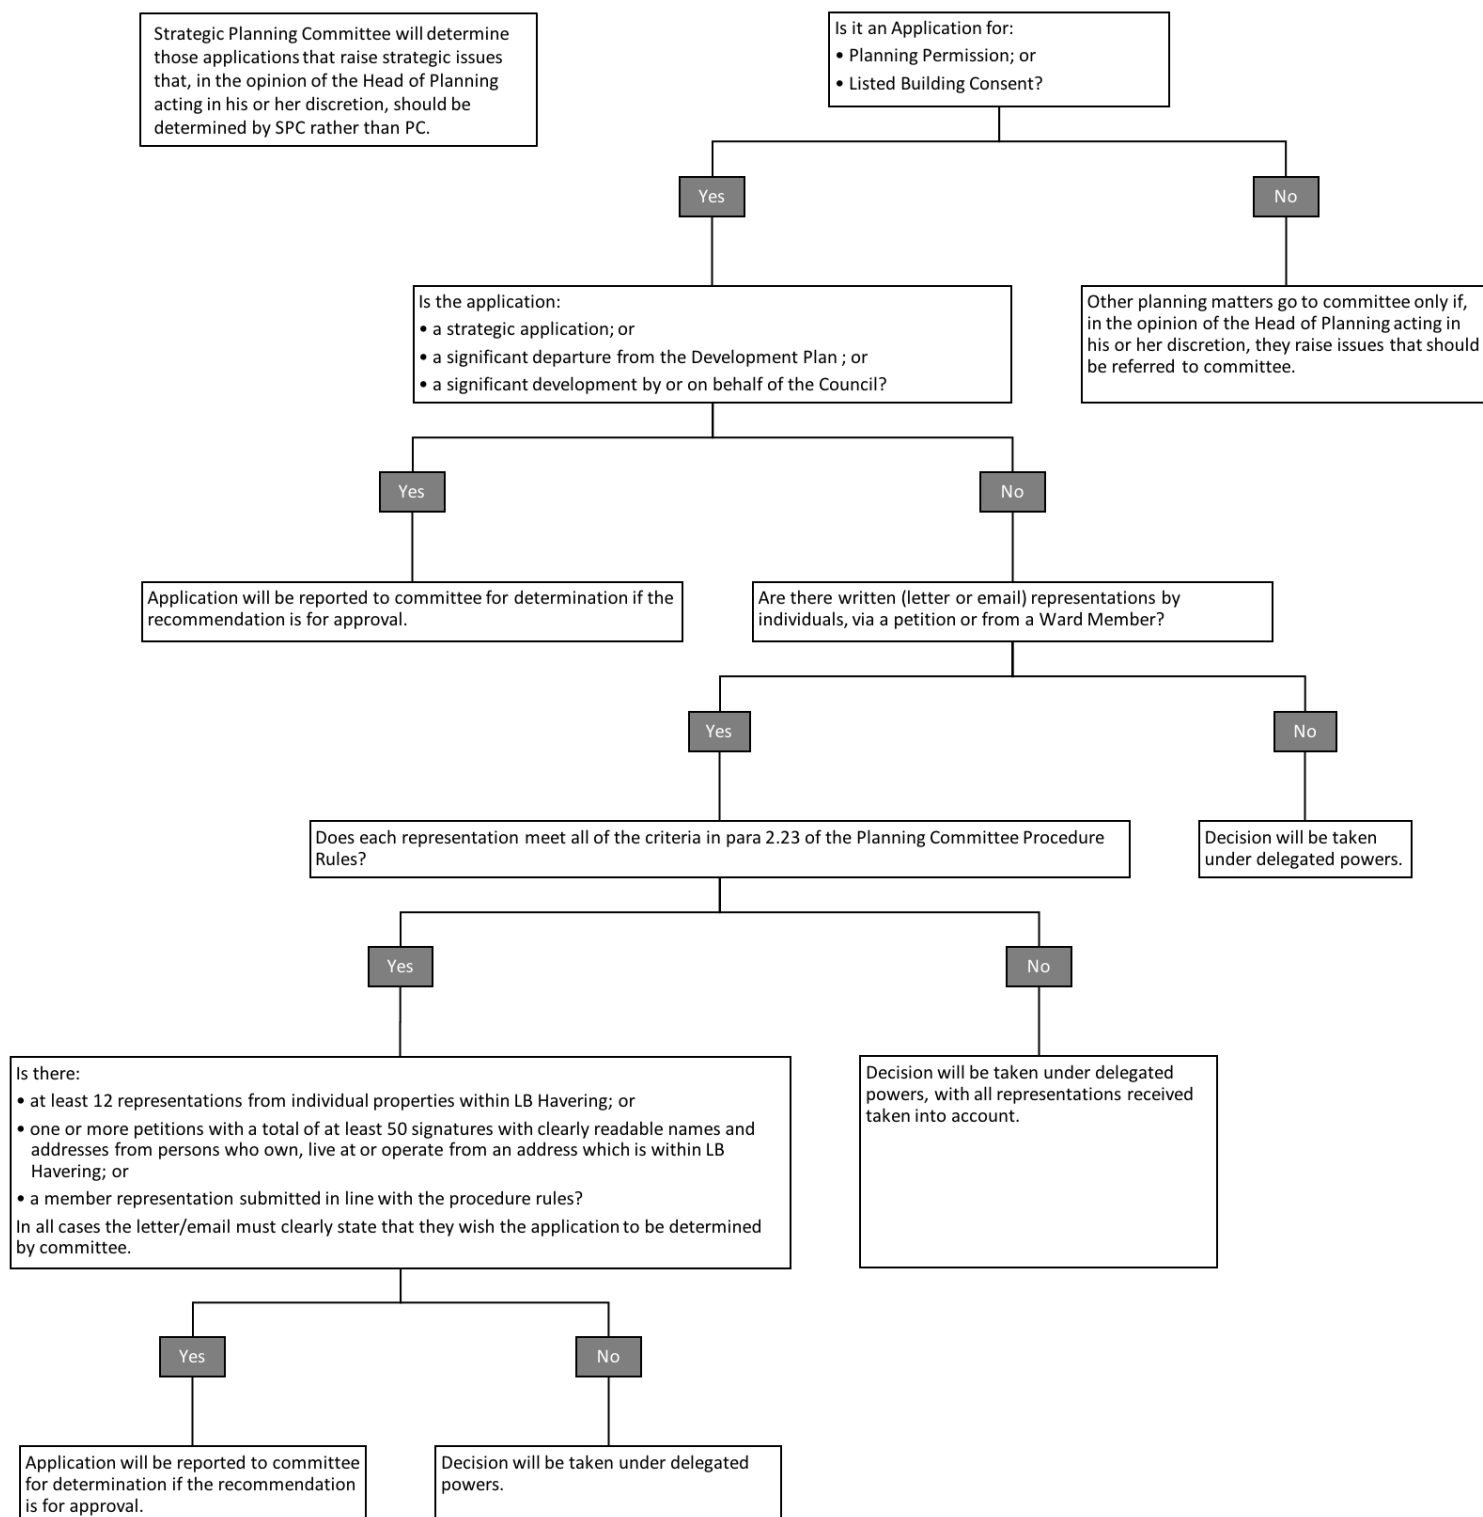 Strategic Planning Committee will determine
those applications that raise strategic issues
that, in the opinion of the Head of Planning
acting in his or her discretion, should be
determined by SPC rather than PC.
Is it an Application for:
• Planning Permission; or
• Listed Building Consent?
Yes
No
Is the application:
• a strategic application; or
• a significant departure from the Development Plan ; or
• a significant development by or on behalf of the Council?
Other planning matters go to committee only if,
in the opinion of the Head of Planning acting in
his or her discretion, they raise issues that should
be referred to committee.
Yes
No
Application will be reported to committee for determination if the
recommendation is for approval.
Are there written (letter or email) representations by
individuals, via a petition or from a Ward Member?
Yes
No
Does each representation meet all of the criteria in para 2.23 of the Planning Committee Procedure
Rules?
Decision will be taken
under delegated powers.
Yes
No
Is there:
• at least 12 representations from individual properties within LB Havering; or
• one or more petitions with a total of at least 50 signatures with clearly readable names and
addresses from persons who own, live at or operate from an address which is within LB
Havering; or
• a member representation submitted in line with the procedure rules?
In all cases the letter/email must clearly state that they wish the application to be determined
by committee.
Decision will be taken under delegated
powers, with all representations received
taken into account.
Yes
No
Application will be reported to committee
for determination if the recommendation
is for approval.
Decision will be taken under delegated
powers.